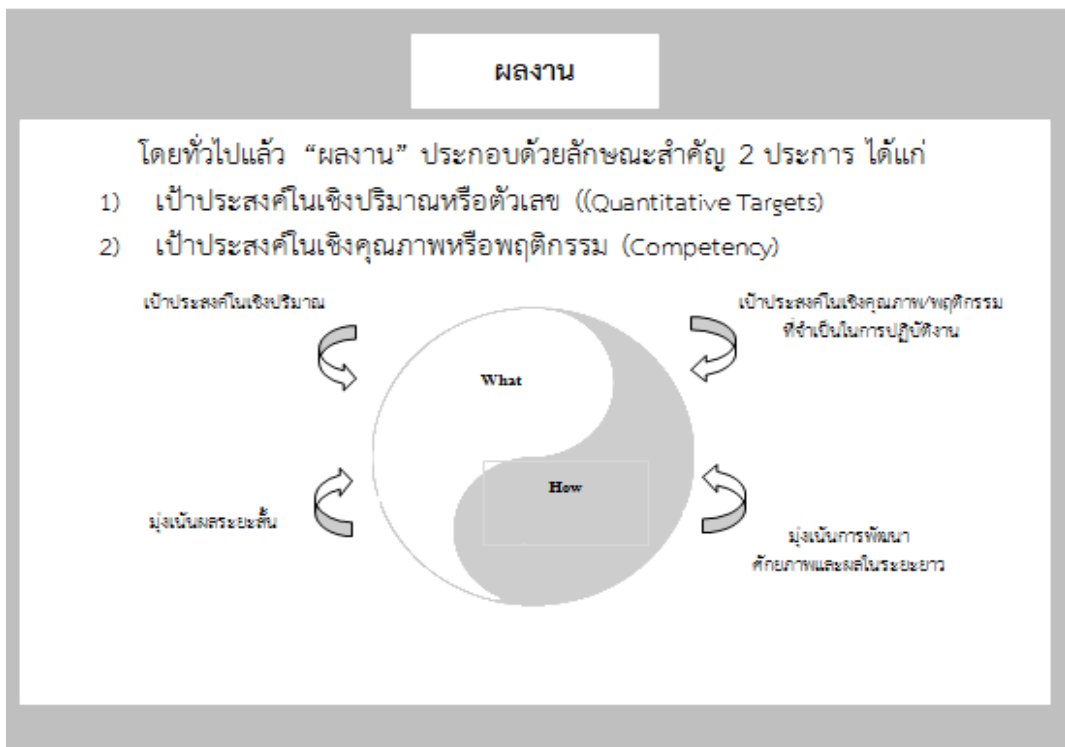 ผลงาน
โดยทั่วไปแล้ว “ผลงาน” ประกอบด้วยลักษณะสำคัญ 2 ประการ ได้แก่
1) เป้าประสงค์ในเชิงปริมาณหรือตัวเลข ((Quantitative Targets)
2) เป้าประสงค์ในเชิงคุณภาพหรือพฤติกรรม (Competency)
เป้าประสงค์ในเชิงปริมาณ
เป้าประสงค์ในเชิงคุณภาพ/พฤติกรรม
ที่จำเป็นในการปฏิบัติงาน
What
How
มุ่งเน้นผลระยะสั้น
มุ่งเน้นการพัฒนา
ศักยภาพและผลในระยะยาว